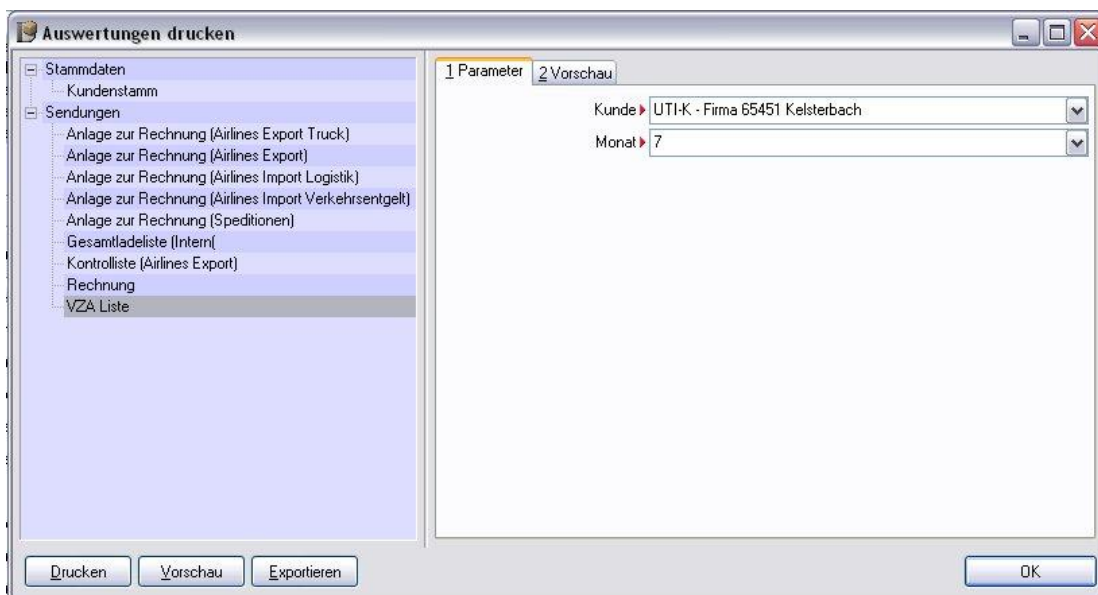 Auswertungen drucken
Stammdaten
Kundenstamm
Sendungen
Anlage zur Rechnung (Airlines Export Truck)
Anlage zur Rechnung (Airlines Export)
Anlage zur Rechnung (Airlines Import Logistik)
Anlage zur Rechnung (Airlines Import Verkehrsentgelt)
Anlage zur Rechnung (Speditionen)
Gesamtladeliste (Intern(
Kontrolliste (Airlines Export)
Rechnung
VZA Liste
1 Parameter 2 Vorschau
Kunde UTI-K - Firma 65451 Kelsterbach
Monat 7
Drucken Vorschau Exportieren OK